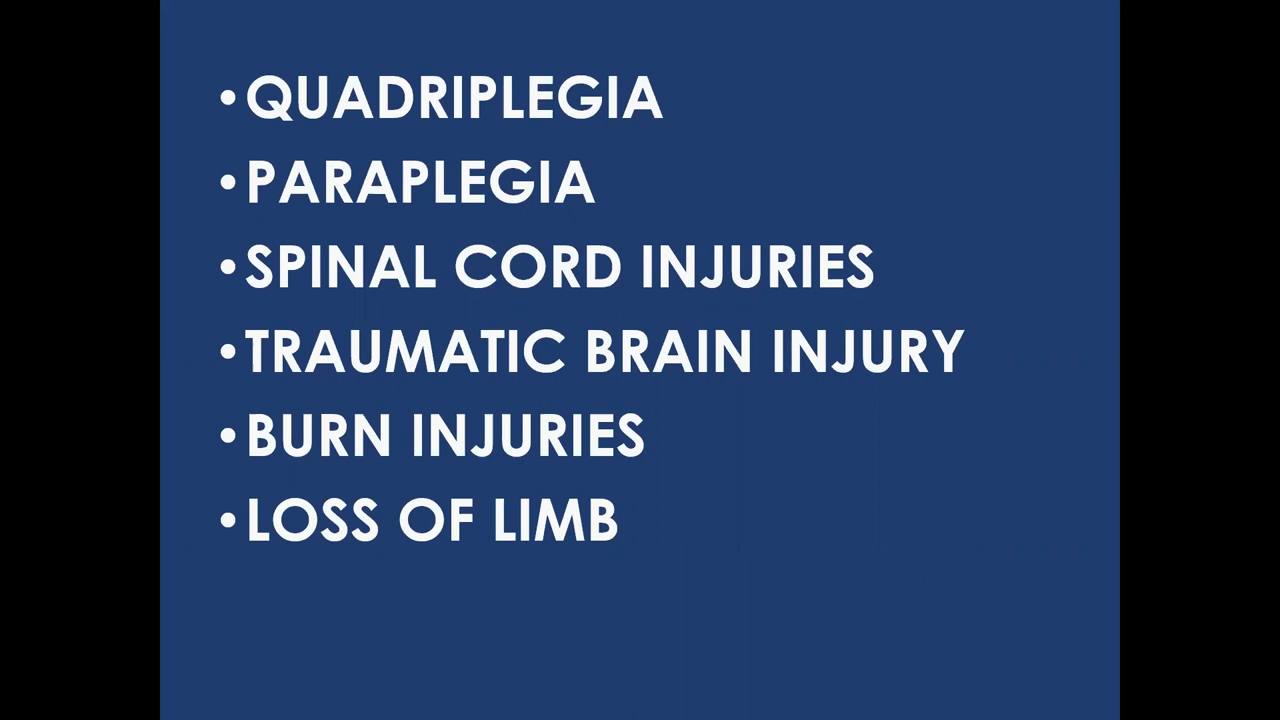 •QUADRIPLEGIA
•PARAPLEGIA
•SPINAL CORD INJURIES
•TRAUMATIC BRAIN INJURY
•BURN INJURIES
•LOSS OF LIMB